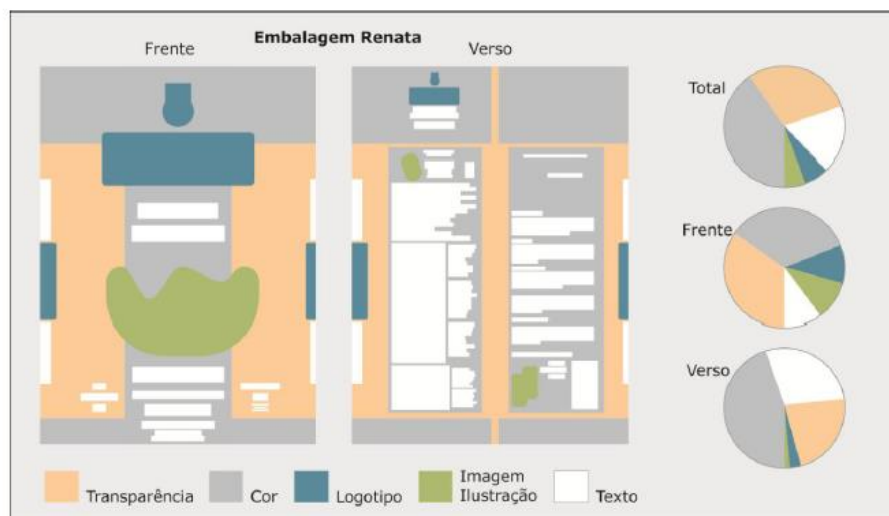 Embalagem Renata
Frente
Verso
Total
Frente
Verso
Transparência
Cor
Logotipo
Imagem
Ilustração
Texto